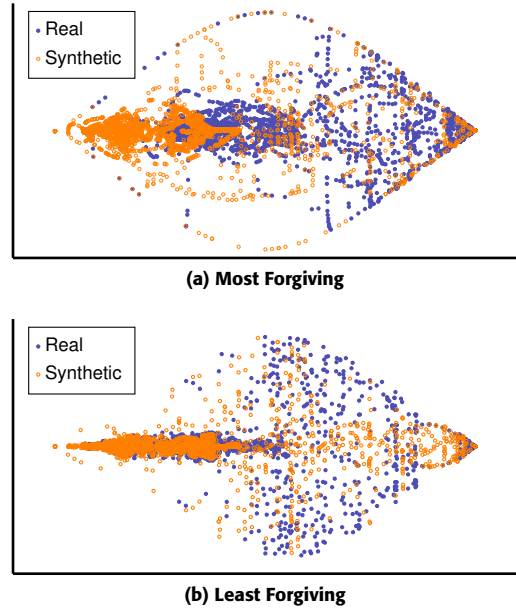 Real
Synthetic
(a) Most Forgiving
Real
Synthetic
(b) Least Forgiving